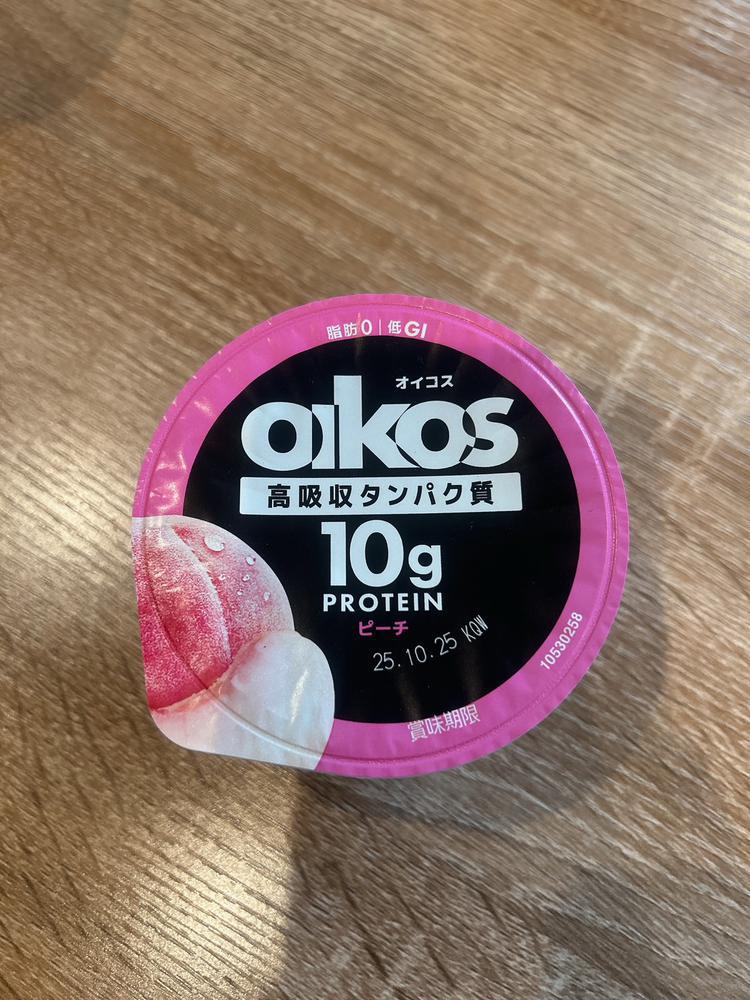 脂肪0|低GI
オイコス
oikos
高吸収タンパク質
10g
PROTEIN
ピーチ
25.10.25 KQW
10530258
賞味期限